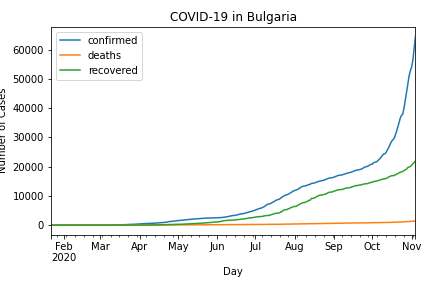 COVID-19 in Bulgaria
confirmed
deaths
recovered
60000
50000
40000
30000
20000
10000
0
Number of Cases
Feb Mar Apr May Jun Jul Aug Sep Oct Nov
2020
Day